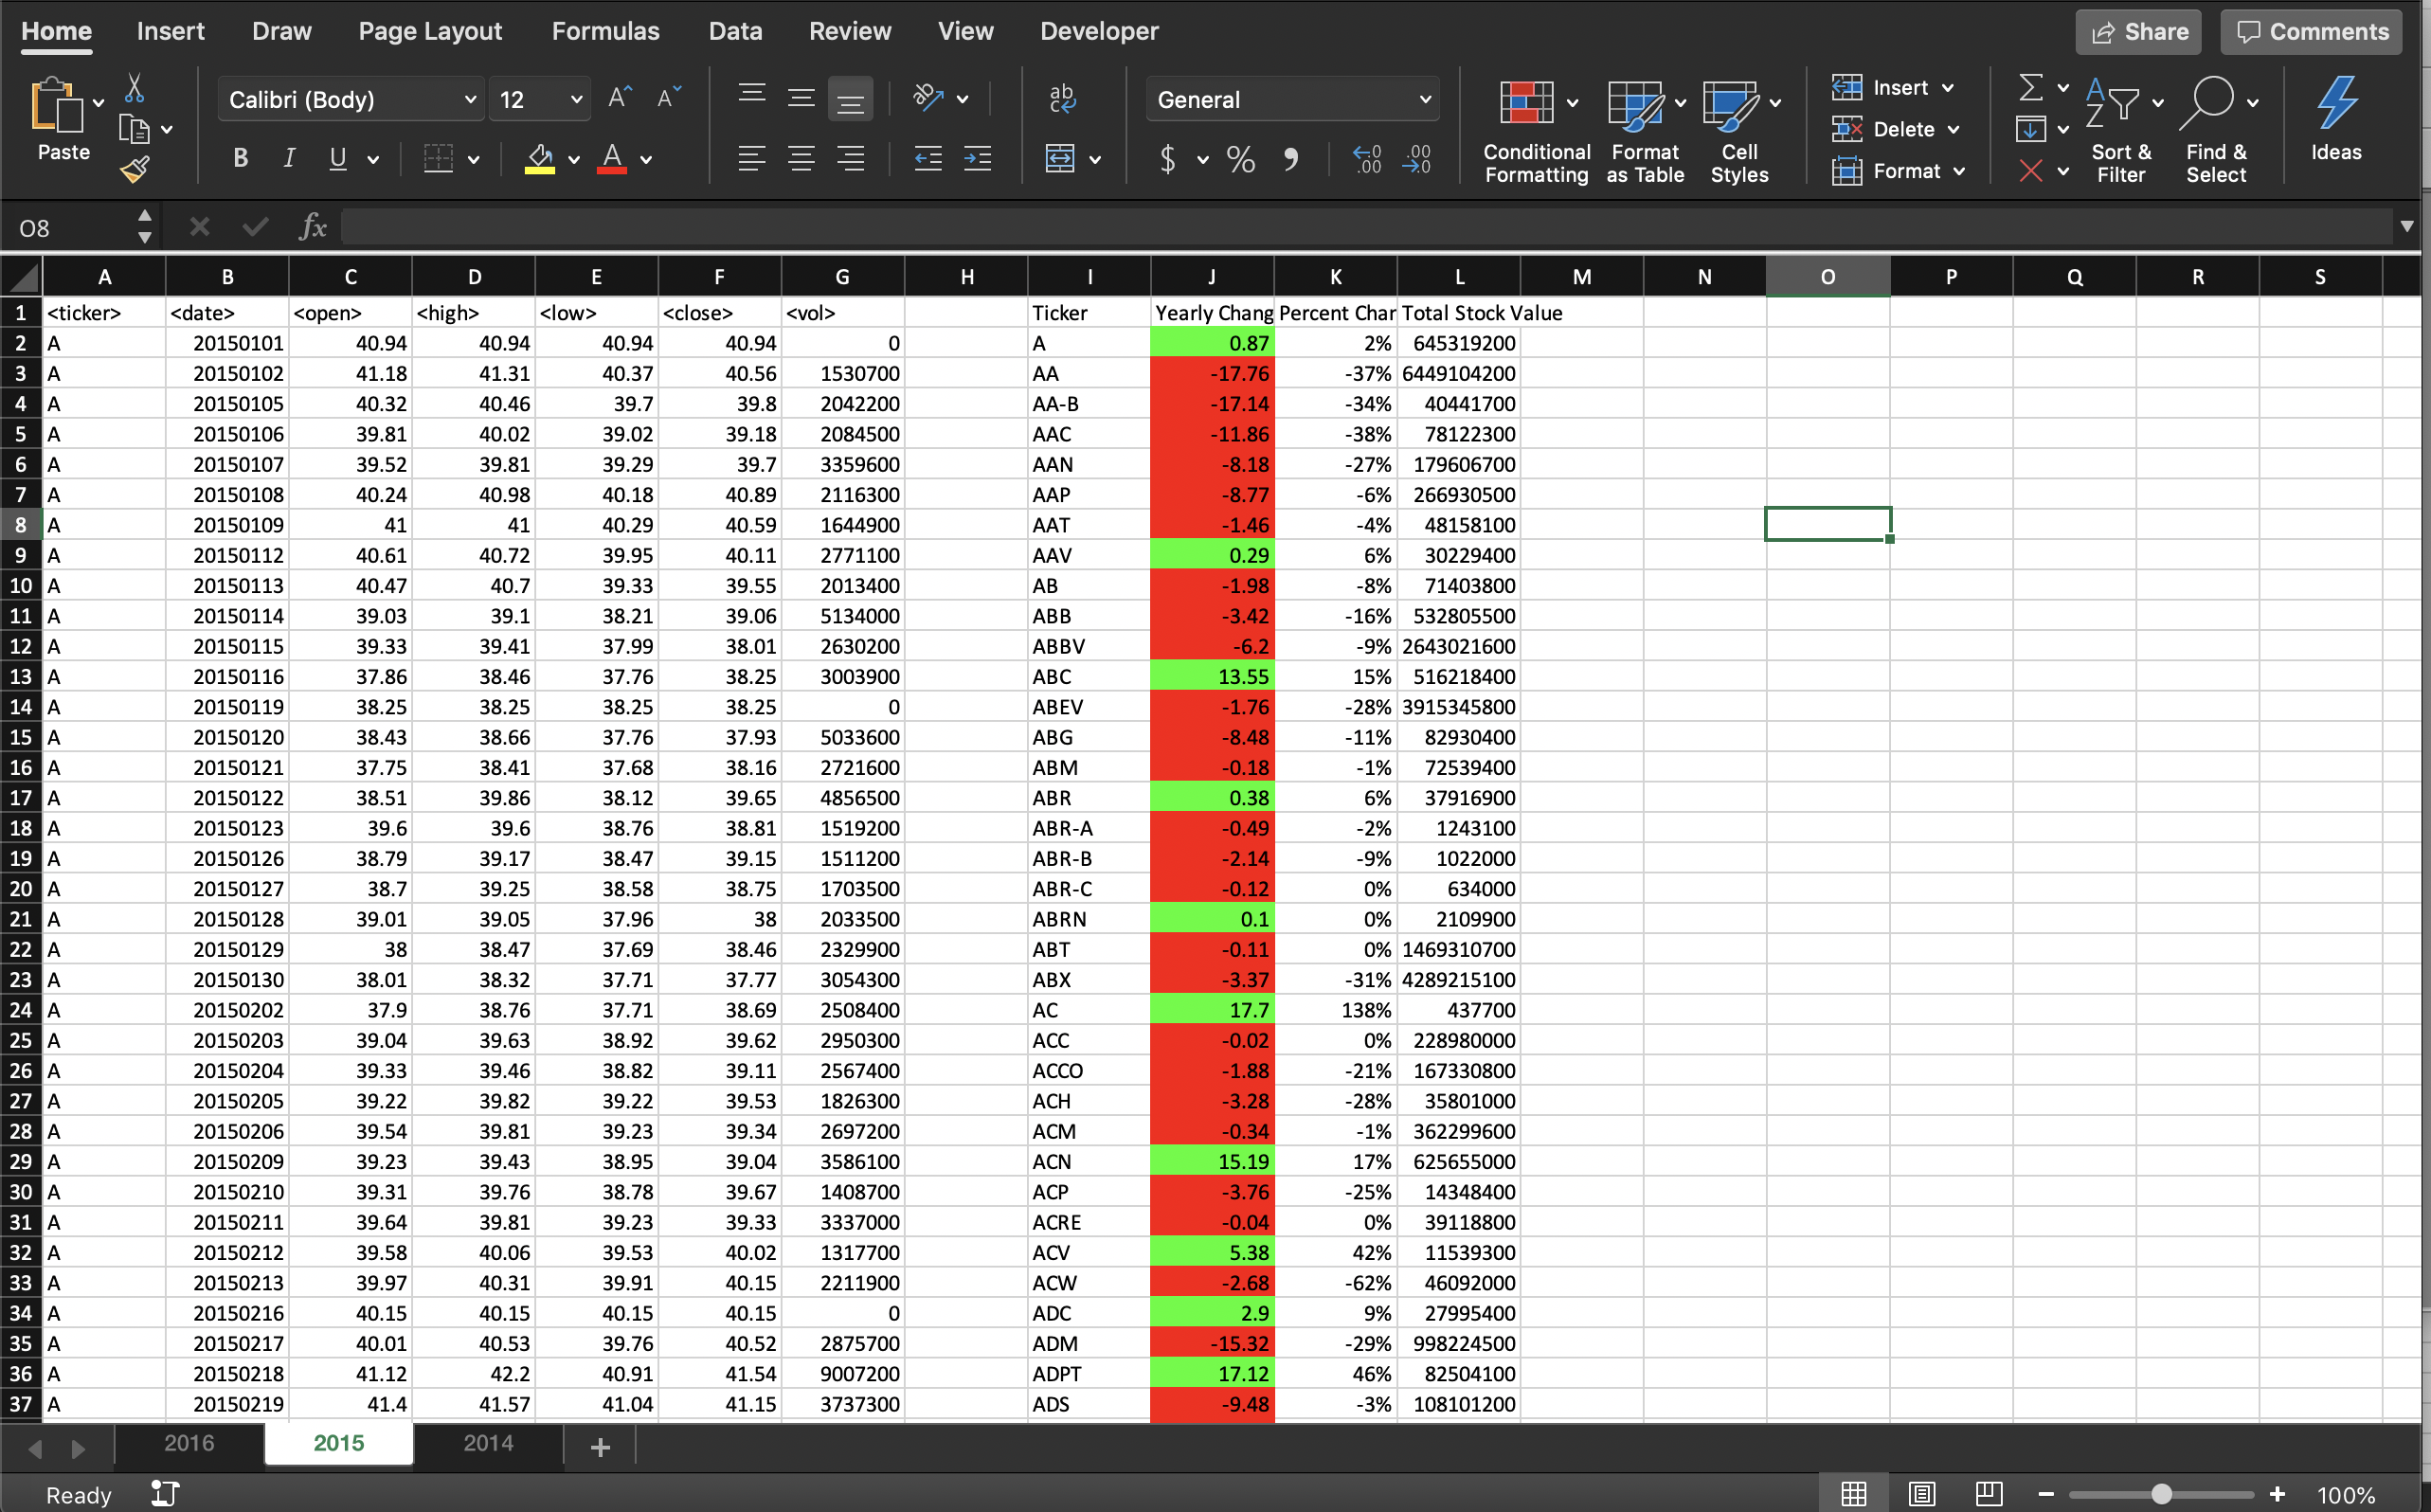 Home Insert Draw Page Layout Formulas Data Review View Developer Share Comments
Paste Calibri (Body) 12 A A ab General Conditional Formatting Format as Table Cell Styles Insert Delete Format Sort & Filter Find & Select Ideas
B I U A $ % 9 .0 .00 .00 .0
O8 fx
A B C D E F G H I J K L M N O P Q R S
1 <ticker> <date> <open> <high> <low> <close> <vol> Ticker Yearly Chang Percent Char Total Stock Value
2 A 20150101 40.94 40.94 40.94 40.94 0 A 0.87 2% 645319200
3 A 20150102 41.18 41.31 40.37 40.56 1530700 AA -17.76 -37% 6449104200
4 A 20150105 40.32 40.46 39.7 39.8 2042200 AA-B -17.14 -34% 40441700
5 A 20150106 39.81 40.02 39.02 39.18 2084500 AAC -11.86 -38% 78122300
6 A 20150107 39.52 39.81 39.29 39.7 3359600 AAN -8.18 -27% 179606700
7 A 20150108 40.24 40.98 40.18 40.89 2116300 AAP -8.77 -6% 266930500
8 A 20150109 41 41 40.29 40.59 1644900 AAT -1.46 -4% 48158100
9 A 20150112 40.61 40.72 39.95 40.11 2771100 AAV 0.29 6% 30229400
10 A 20150113 40.47 40.7 39.33 39.55 2013400 AB -1.98 -8% 71403800
11 A 20150114 39.03 39.1 38.21 39.06 5134000 ABB -3.42 -16% 532805500
12 A 20150115 39.33 39.41 37.99 38.01 2630200 ABBV -6.2 -9% 2643021600
13 A 20150116 37.86 38.46 37.76 38.25 3003900 ABC 13.55 15% 516218400
14 A 20150119 38.25 38.25 38.25 38.25 0 ABEV -1.76 -28% 3915345800
15 A 20150120 38.43 38.66 37.76 37.93 5033600 ABG -8.48 -11% 82930400
16 A 20150121 37.75 38.41 37.68 38.16 2721600 ABM -0.18 -1% 72539400
17 A 20150122 38.51 39.86 38.12 39.65 4856500 ABR 0.38 6% 37916900
18 A 20150123 39.6 39.6 38.76 38.81 1519200 ABR-A -0.49 -2% 1243100
19 A 20150126 38.79 39.17 38.47 39.15 1511200 ABR-B -2.14 -9% 1022000
20 A 20150127 38.7 39.25 38.58 38.75 1703500 ABR-C -0.12 0% 634000
21 A 20150128 39.01 39.05 37.96 38 2033500 ABRN 0.1 0% 2109900
22 A 20150129 38 38.47 37.69 38.46 2329900 ABT -0.11 0% 1469310700
23 A 20150130 38.01 38.32 37.71 37.77 3054300 ABX -3.37 -31% 4289215100
24 A 20150202 37.9 38.76 37.71 38.69 2508400 AC 17.7 138% 437700
25 A 20150203 39.04 39.63 38.92 39.62 2950300 ACC -0.02 0% 228980000
26 A 20150204 39.33 39.46 38.82 39.11 2567400 ACCO -1.88 -21% 167330800
27 A 20150205 39.22 39.82 39.22 39.53 1826300 ACH -3.28 -28% 35801000
28 A 20150206 39.54 39.81 39.23 39.34 2697200 ACM -0.34 -1% 362299600
29 A 20150209 39.23 39.43 38.95 39.04 3586100 ACN 15.19 17% 625655000
30 A 20150210 39.31 39.76 38.78 39.67 1408700 ACP -3.76 -25% 14348400
31 A 20150211 39.64 39.81 39.23 39.33 3337000 ACRE -0.04 0% 39118800
32 A 20150212 39.58 40.06 39.53 40.02 1317700 ACV 5.38 42% 11539300
33 A 20150213 39.97 40.31 39.91 40.15 2211900 ACW -2.68 -62% 46092000
34 A 20150216 40.15 40.15 40.15 40.15 0 ADC 2.9 9% 27995400
35 A 20150217 40.01 40.53 39.76 40.52 2875700 ADM -15.32 -29% 998224500
36 A 20150218 41.12 42.2 40.91 41.54 9007200 ADPT 17.12 46% 82504100
37 A 20150219 41.4 41.57 41.04 41.15 3737300 ADS -9.48 -3% 108101200
2016 2015 2014 +
Ready 100%